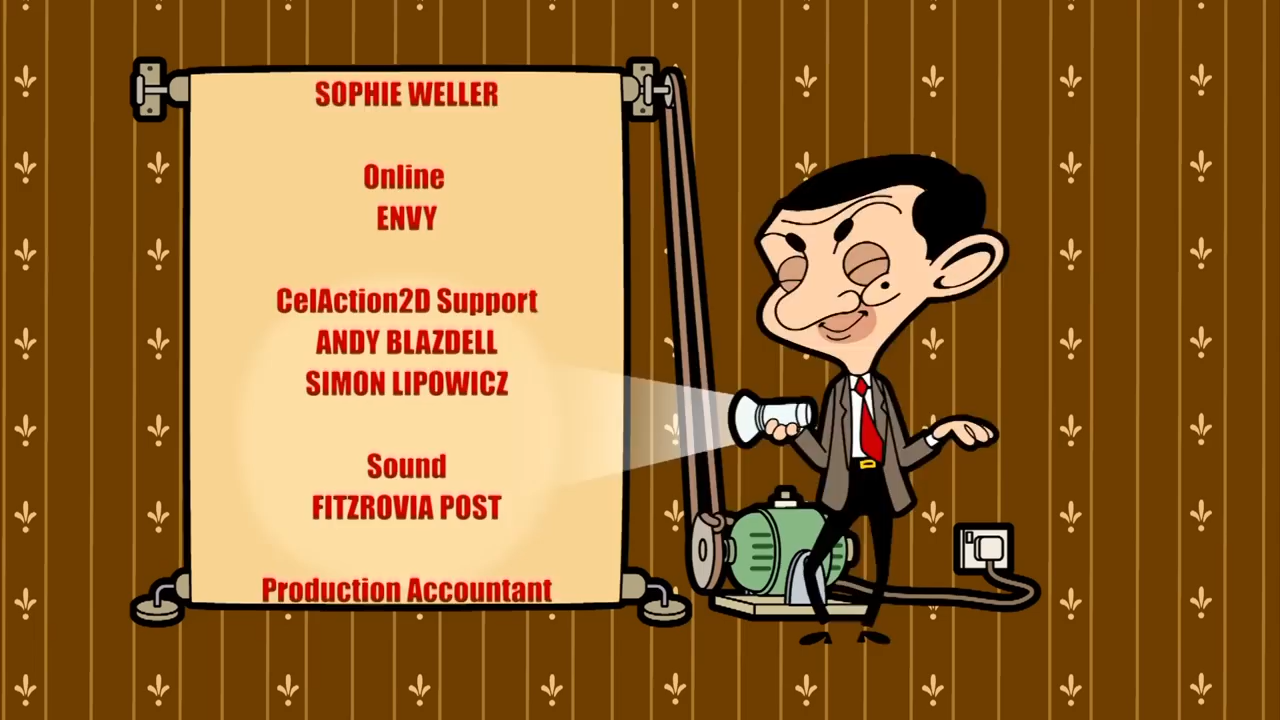 SOPHIE WELLER
Online
ENVY
CelAction2D Support
ANDY BLAZDELL
SIMON LIPOWICZ
Sound
FITZROVIA POST
Production Accountant